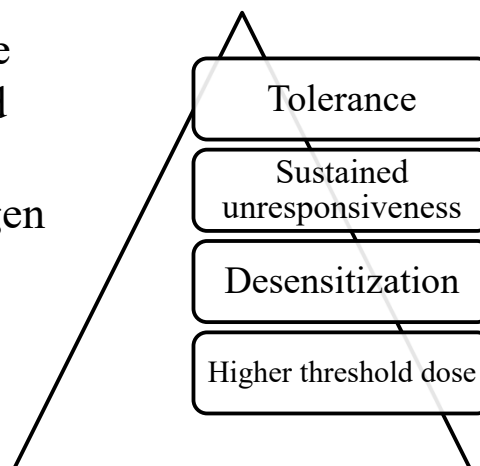 Tolerance
Sustained
unresponsiveness
Desensitization
Higher threshold dose